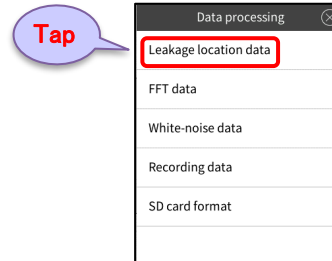 Tap
Data processing
Leakage location data
FFT data
White-noise data
Recording data
SD card format